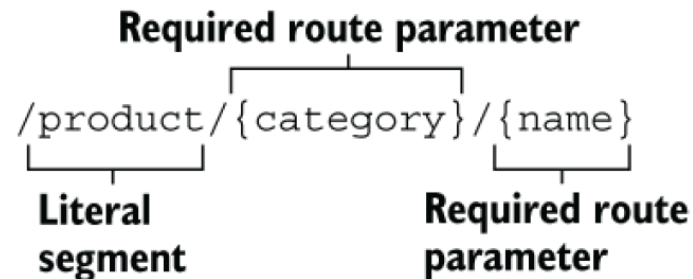 Required route parameter
/product/{category}/{name}
Literal
segment
Required route
parameter